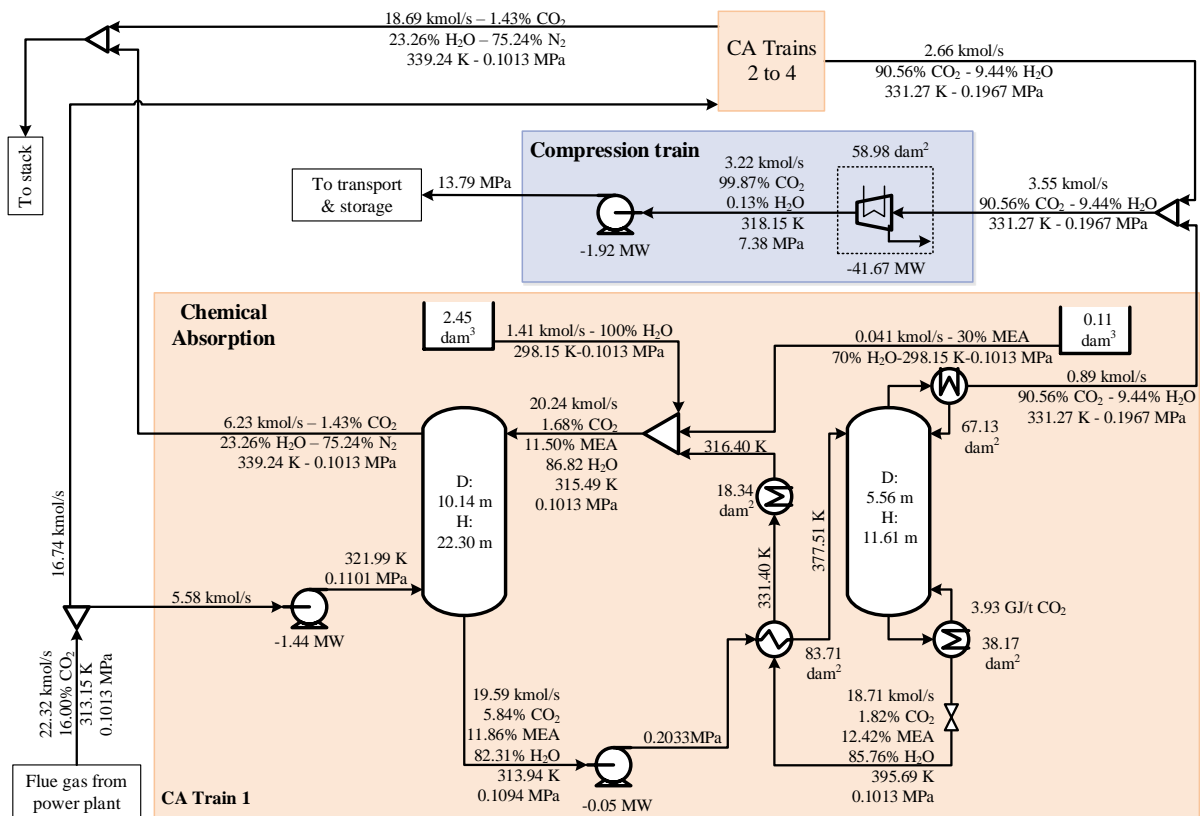 18.69 kmol/s – 1.43% CO₂
23.26% H₂O – 75.24% N₂
339.24 K - 0.1013 MPa
CA Trains
2 to 4
2.66 kmol/s
90.56% CO₂ - 9.44% H₂O
331.27 K - 0.1967 MPa
To stack
Compression train
58.98 dam²
3.22 kmol/s
99.87% CO₂
0.13% H₂O
318.15 K
7.38 MPa
To transport
& storage
13.79 MPa
-1.92 MW
-41.67 MW
3.55 kmol/s
90.56% CO₂ - 9.44% H₂O
331.27 K - 0.1967 MPa
Chemical
Absorption
2.45
dam³
1.41 kmol/s - 100% H₂O
298.15 K-0.1013 MPa
0.041 kmol/s - 30% MEA
70% H₂O-298.15 K-0.1013 MPa
0.11
dam³
0.89 kmol/s
90.56% CO₂ - 9.44% H₂O
331.27 K - 0.1967 MPa
67.13
dam²
6.23 kmol/s – 1.43% CO₂
23.26% H₂O – 75.24% N₂
339.24 K - 0.1013 MPa
20.24 kmol/s
1.68% CO₂
11.50% MEA
86.82 H₂O
315.49 K
0.1013 MPa
316.40 K
18.34
dam²
331.40 K
377.51 K
D:
10.14 m
H:
22.30 m
D:
5.56 m
H:
11.61 m
16.74 kmol/s
5.58 kmol/s
321.99 K
0.1101 MPa
-1.44 MW
83.71
dam²
3.93 GJ/t CO₂
38.17
dam²
22.32 kmol/s
16.00% CO₂
313.15 K
0.1013 MPa
Flue gas from
power plant
19.59 kmol/s
5.84% CO₂
11.86% MEA
82.31% H₂O
313.94 K
0.1094 MPa
0.2033MPa
-0.05 MW
18.71 kmol/s
1.82% CO₂
12.42% MEA
85.76% H₂O
395.69 K
0.1013 MPa
CA Train 1